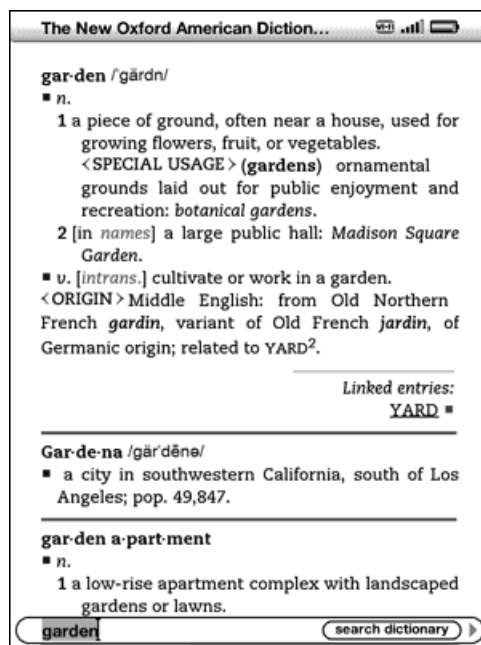 The New Oxford American Diction...
Wi-Fi
gar·den /ˈgärdn/
■ n.
1 a piece of ground, often near a house, used for
growing flowers, fruit, or vegetables.
<SPECIAL USAGE> (gardens) ornamental
grounds laid out for public enjoyment and
recreation: botanical gardens.
2 [in names] a large public hall: Madison Square
Garden.
■ v. [intrans.] cultivate or work in a garden.
<ORIGIN> Middle English: from Old Northern
French gardin, variant of Old French jardin, of
Germanic origin; related to YARD².
Linked entries:
YARD ■
Gar·de·na /gärˈdēnə/
■ a city in southwestern California, south of Los
Angeles; pop. 49,847.
gar·den a·part·ment
■ n.
1 a low-rise apartment complex with landscaped
gardens or lawns.
garden
search dictionary